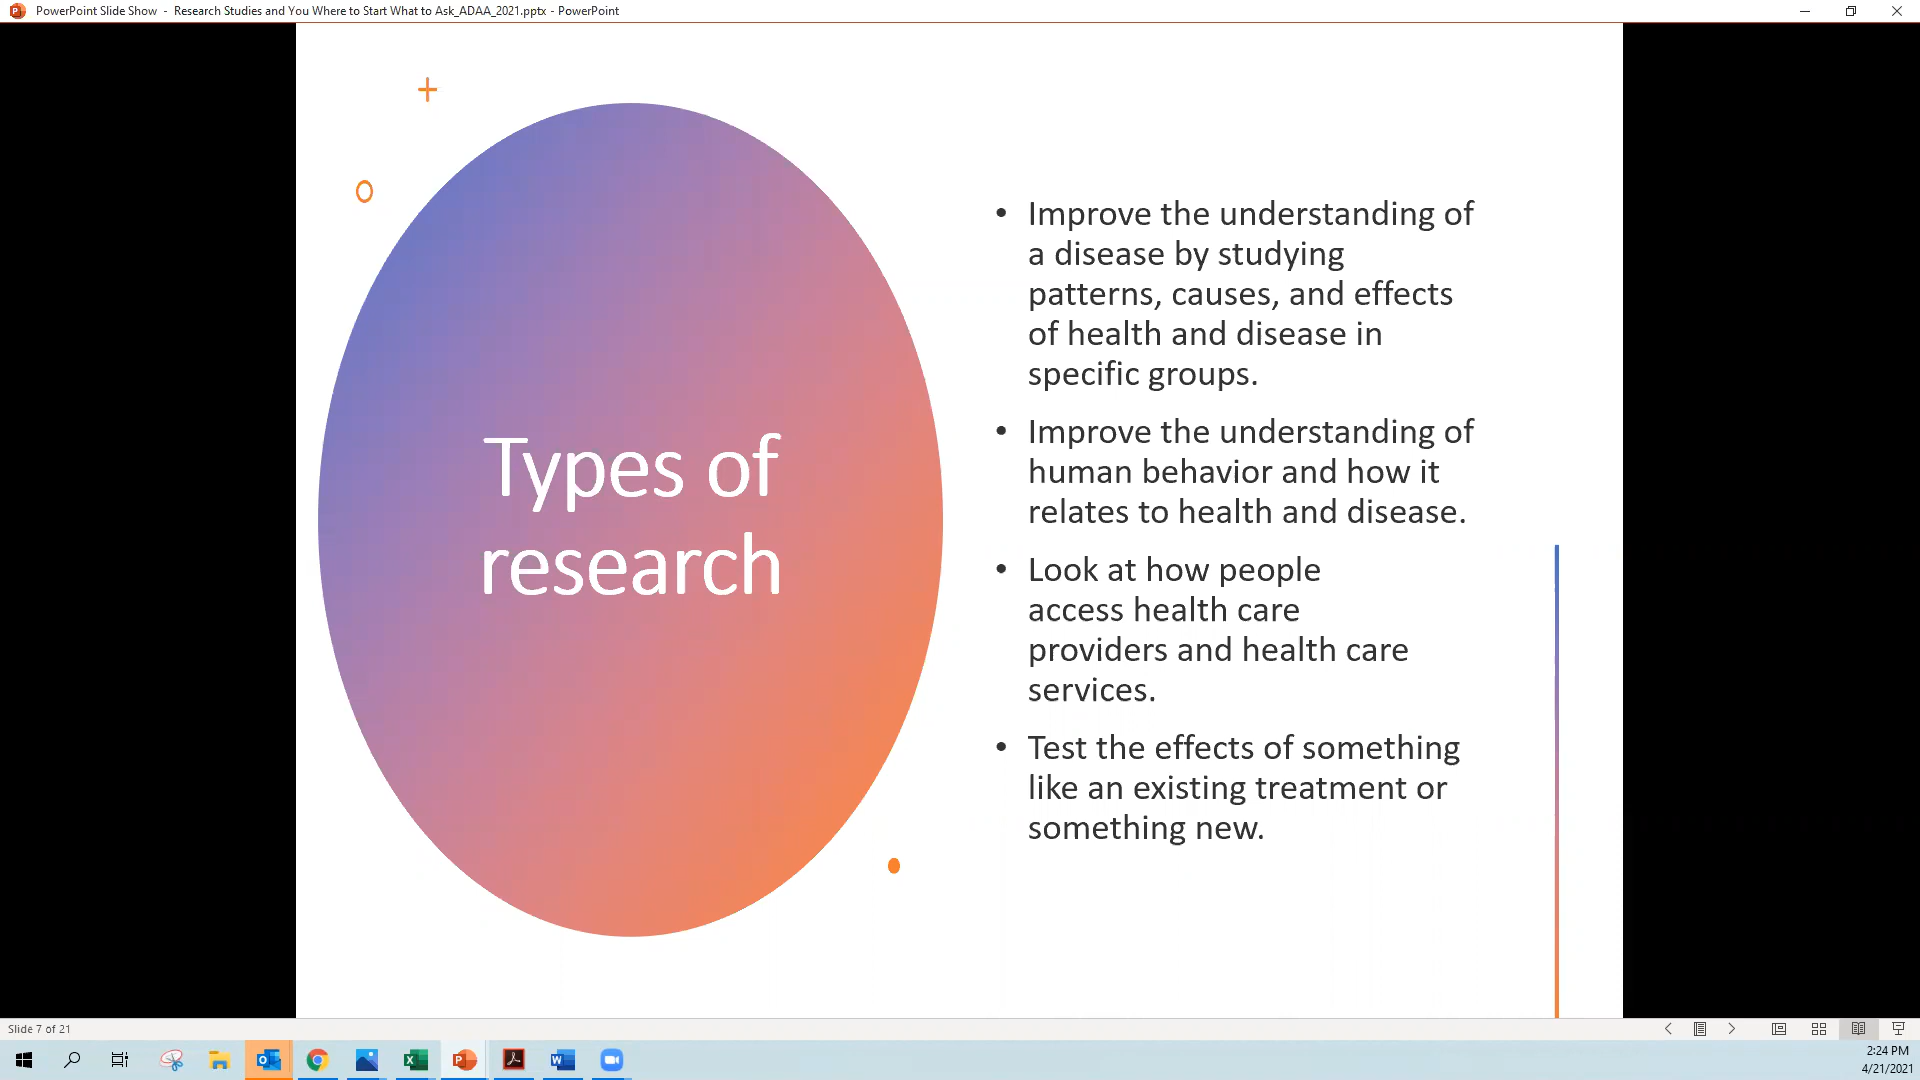 PowerPoint Slide Show - Research Studies and You Where to Start What to Ask_ADAA_2021.pptx - PowerPoint
Types of
research
• Improve the understanding of
a disease by studying
patterns, causes, and effects
of health and disease in
specific groups.
• Improve the understanding of
human behavior and how it
relates to health and disease.
• Look at how people
access health care
providers and health care
services.
• Test the effects of something
like an existing treatment or
something new.
Slide 7 of 21
2:24 PM
4/21/2021